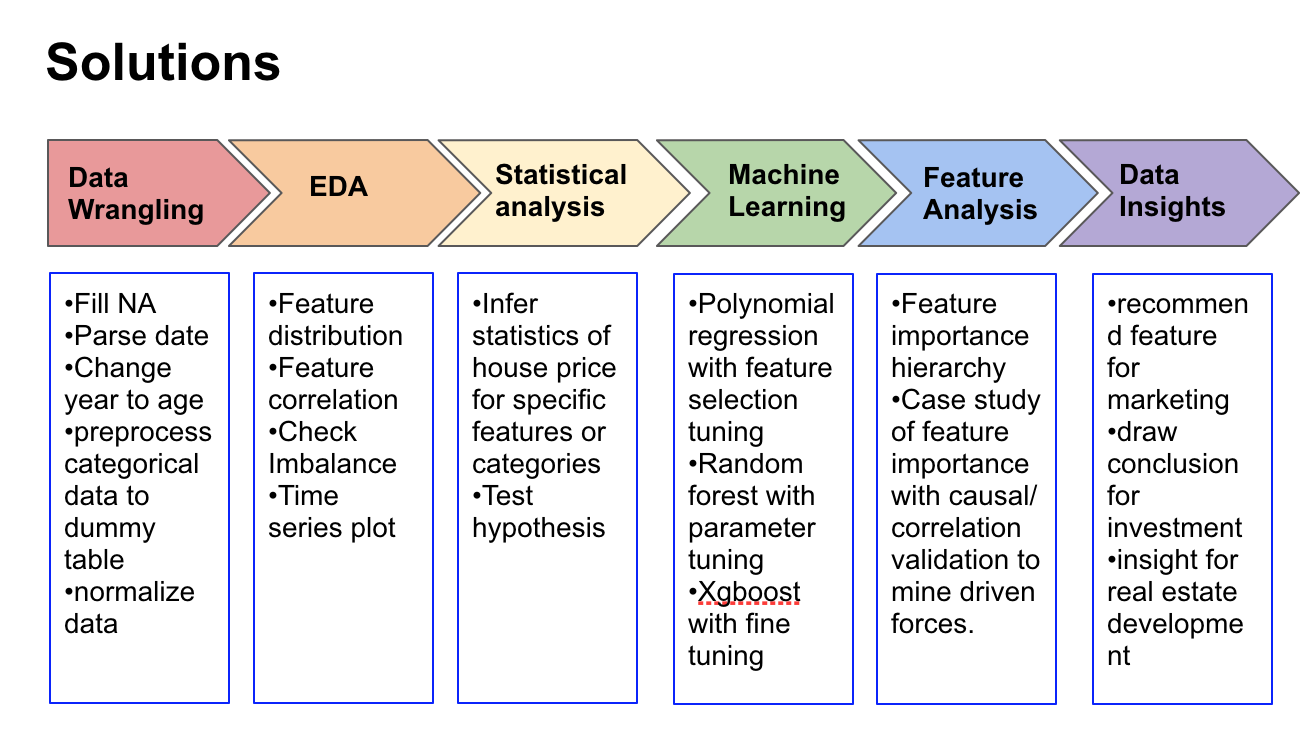 Solutions
Data
Wrangling
EDA
Statistical
analysis
Machine
Learning
Feature
Analysis
Data
Insights
•Fill NA
•Parse date
•Change
year to age
•preprocess
categorical
data to
dummy
table
•normalize
data
•Feature
distribution
•Feature
correlation
•Check
Imbalance
•Time
series plot
•Infer
statistics of
house price
for specific
features or
categories
•Test
hypothesis
•Polynomial
regression
with feature
selection
tuning
•Random
forest with
parameter
tuning
•Xgboost
with fine
tuning
•Feature
importance
hierarchy
•Case study
of feature
importance
with causal/
correlation
validation to
mine driven
forces.
•recommen
d feature
for
marketing
•draw
conclusion
for
investment
•insight for
real estate
developme
nt